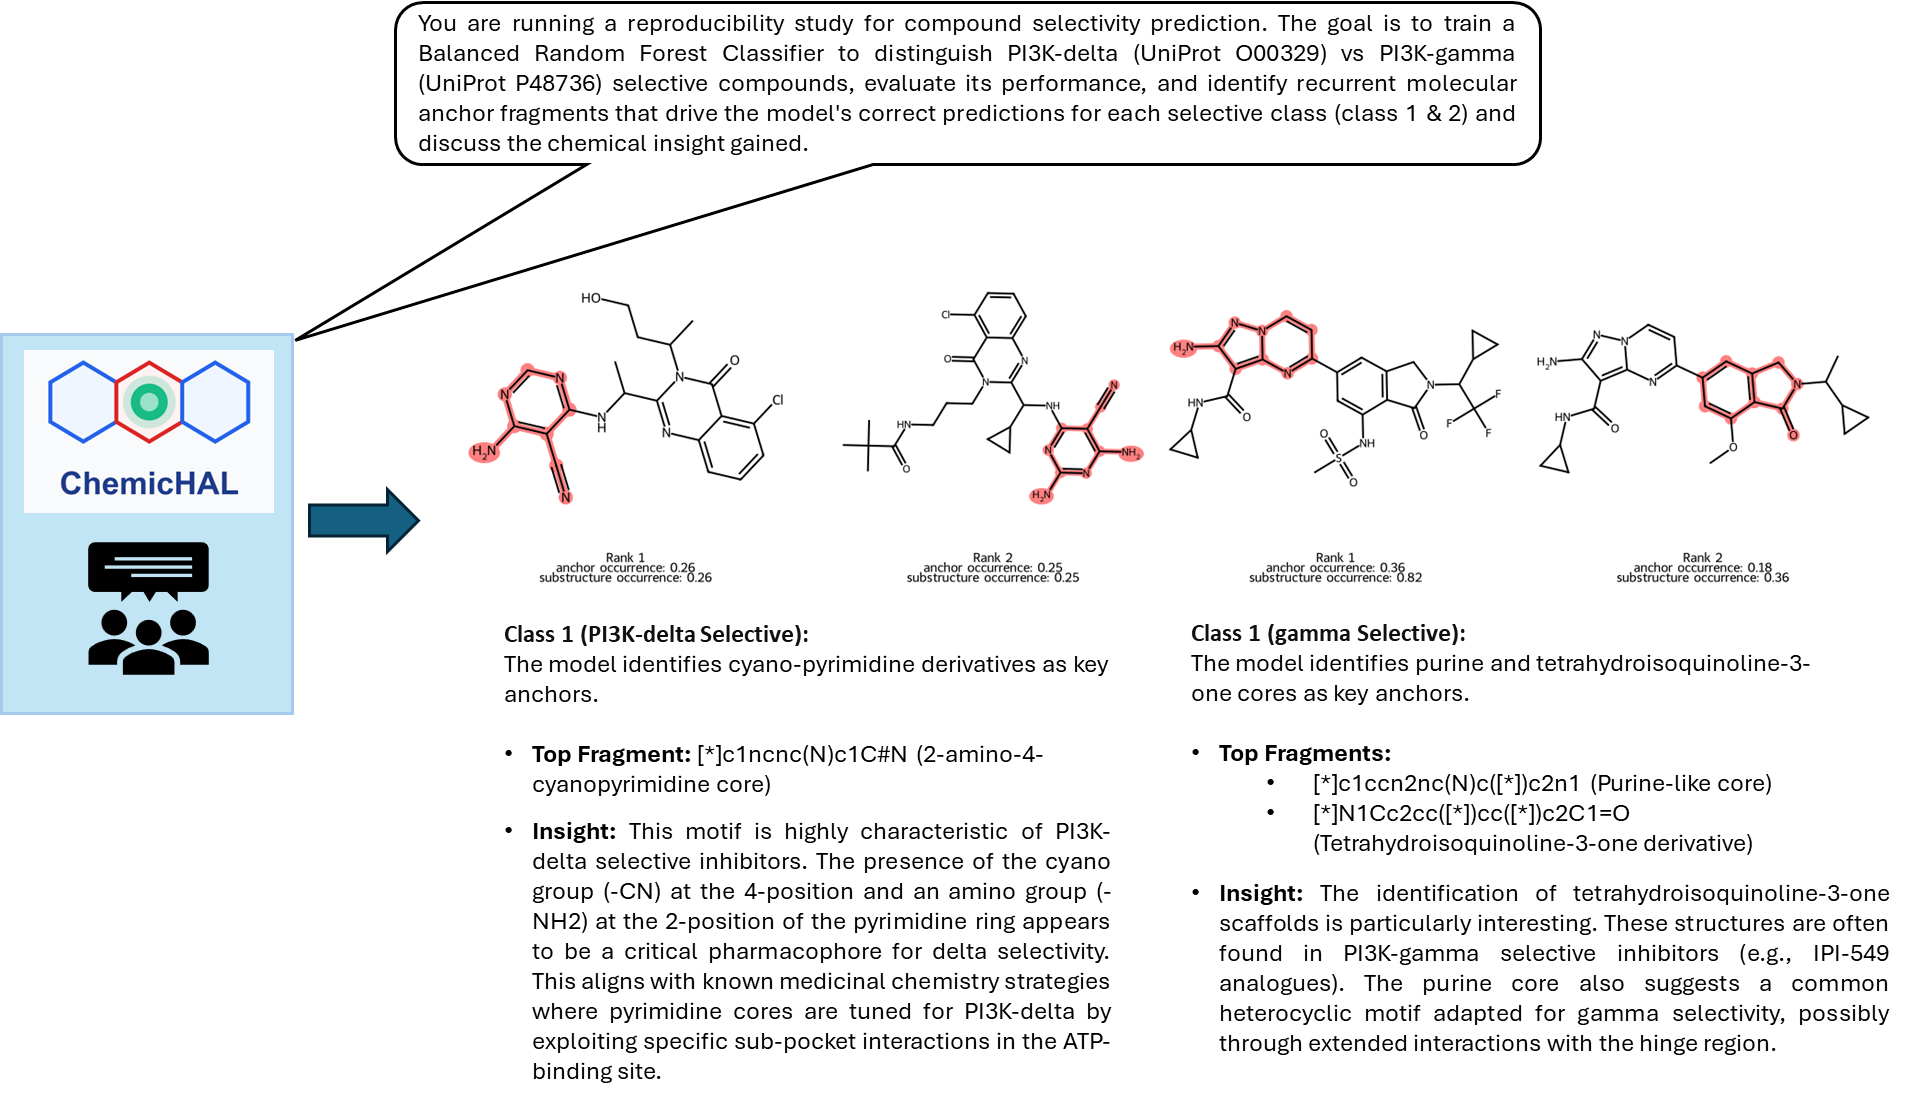 You are running a reproducibility study for compound selectivity prediction. The goal is to train a
Balanced Random Forest Classifier to distinguish PI3K-delta (UniProt O00329) vs PI3K-gamma
(UniProt P48736) selective compounds, evaluate its performance, and identify recurrent molecular
anchor fragments that drive the model's correct predictions for each selective class (class 1 & 2) and
discuss the chemical insight gained.
ChemicHAL
HO
N
O
Cl
N
N
N
H
N
H₂N
N
Rank 1
anchor occurrence: 0.26
substructure occurrence: 0.26
Cl
O
N
N
NH
N
HN
O
N
N
NH₂
H₂N
Rank 2
anchor occurrence: 0.25
substructure occurrence: 0.25
N
N
H₂N
N
HN
O
N
F
F
F
O
NH
O
S
O
Rank 1
anchor occurrence: 0.36
substructure occurrence: 0.82
N
N
H₂N
N
HN
O
N
O
O
Rank 2
anchor occurrence: 0.18
substructure occurrence: 0.36
Class 1 (PI3K-delta Selective):
The model identifies cyano-pyrimidine derivatives as key
anchors.
• Top Fragment: [*]c1ncnc(N)c1C#N (2-amino-4-
cyanopyrimidine core)
• Insight: This motif is highly characteristic of PI3K-
delta selective inhibitors. The presence of the cyano
group (-CN) at the 4-position and an amino group (-
NH2) at the 2-position of the pyrimidine ring appears
to be a critical pharmacophore for delta selectivity.
This aligns with known medicinal chemistry strategies
where pyrimidine cores are tuned for PI3K-delta by
exploiting specific sub-pocket interactions in the ATP-
binding site.
Class 1 (gamma Selective):
The model identifies purine and tetrahydroisoquinoline-3-
one cores as key anchors.
• Top Fragments:
• [*]c1ccn2nc(N)c([*])c2n1 (Purine-like core)
• [*]N1Cc2cc([*])cc([*])c2C1=O
(Tetrahydroisoquinoline-3-one derivative)
• Insight: The identification of tetrahydroisoquinoline-3-one
scaffolds is particularly interesting. These structures are often
found in PI3K-gamma selective inhibitors (e.g., IPI-549
analogues). The purine core also suggests a common
heterocyclic motif adapted for gamma selectivity, possibly
through extended interactions with the hinge region.